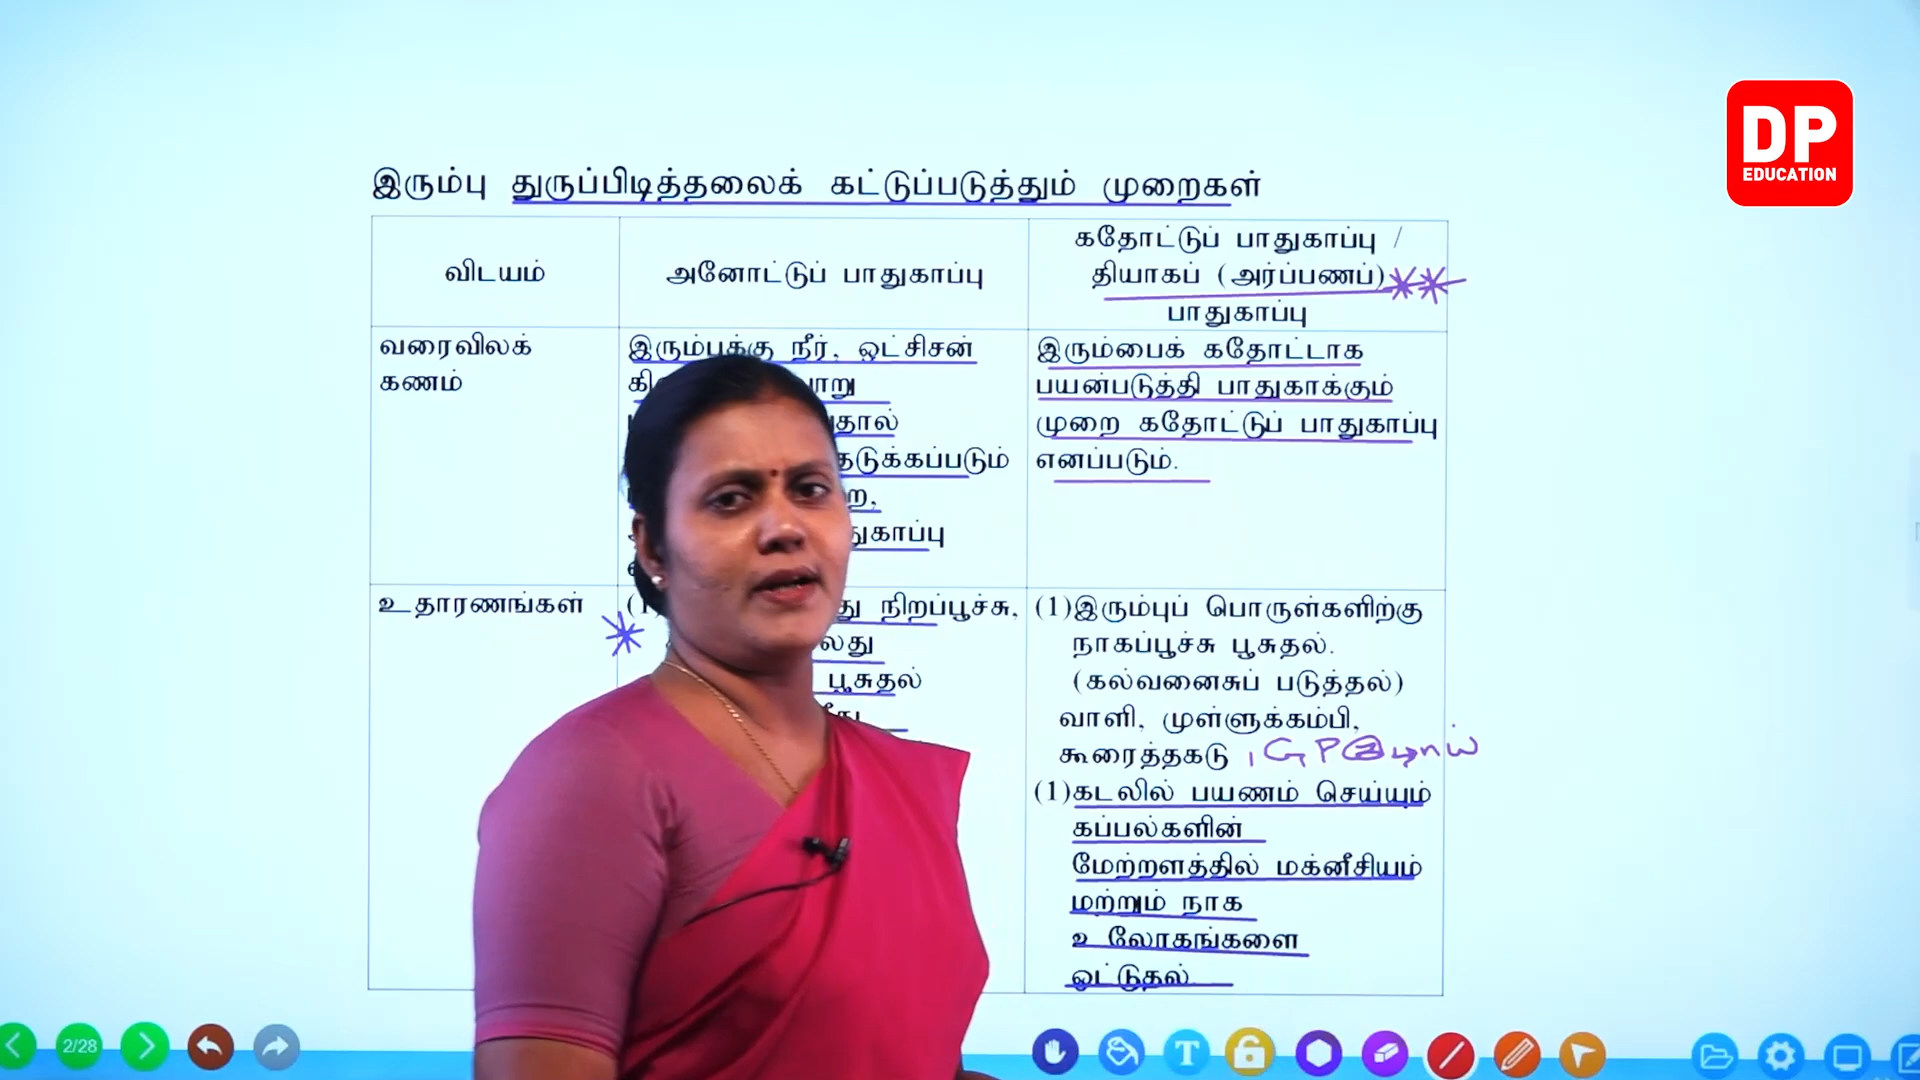 DP
EDUCATION
இரும்பு துருப்பிடித்தலைக் கட்டுப்படுத்தும் முறைகள்
விடயம்
அனோட்டுப் பாதுகாப்பு
கதோட்டுப் பாதுகாப்பு /
தியாகப் (அர்ப்பணப்)
பாதுகாப்பு
வரைவிலக்
கணம்
இரும்புக்கு நீர், ஒட்சிசன்
தடுக்கப்படும்
இரும்பைக் கதோட்டாக
பயன்படுத்தி பாதுகாக்கும்
முறை கதோட்டுப் பாதுகாப்பு
எனப்படும்.
உதாரணங்கள்
நிறப்பூச்சு,
பூசுதல்
(1)இரும்புப் பொருள்களிற்கு
நாகப்பூச்சு பூசுதல்.
(கல்வனைசுப் படுத்தல்)
வாளி, முள்ளுக்கம்பி,
கூரைத்தகடு
(1)கடலில் பயணம் செய்யும்
கப்பல்களின்
மேற்றளத்தில் மக்னீசியம்
மற்றும் நாக
உலோகங்களை
ஒட்டுதல்.
2/28